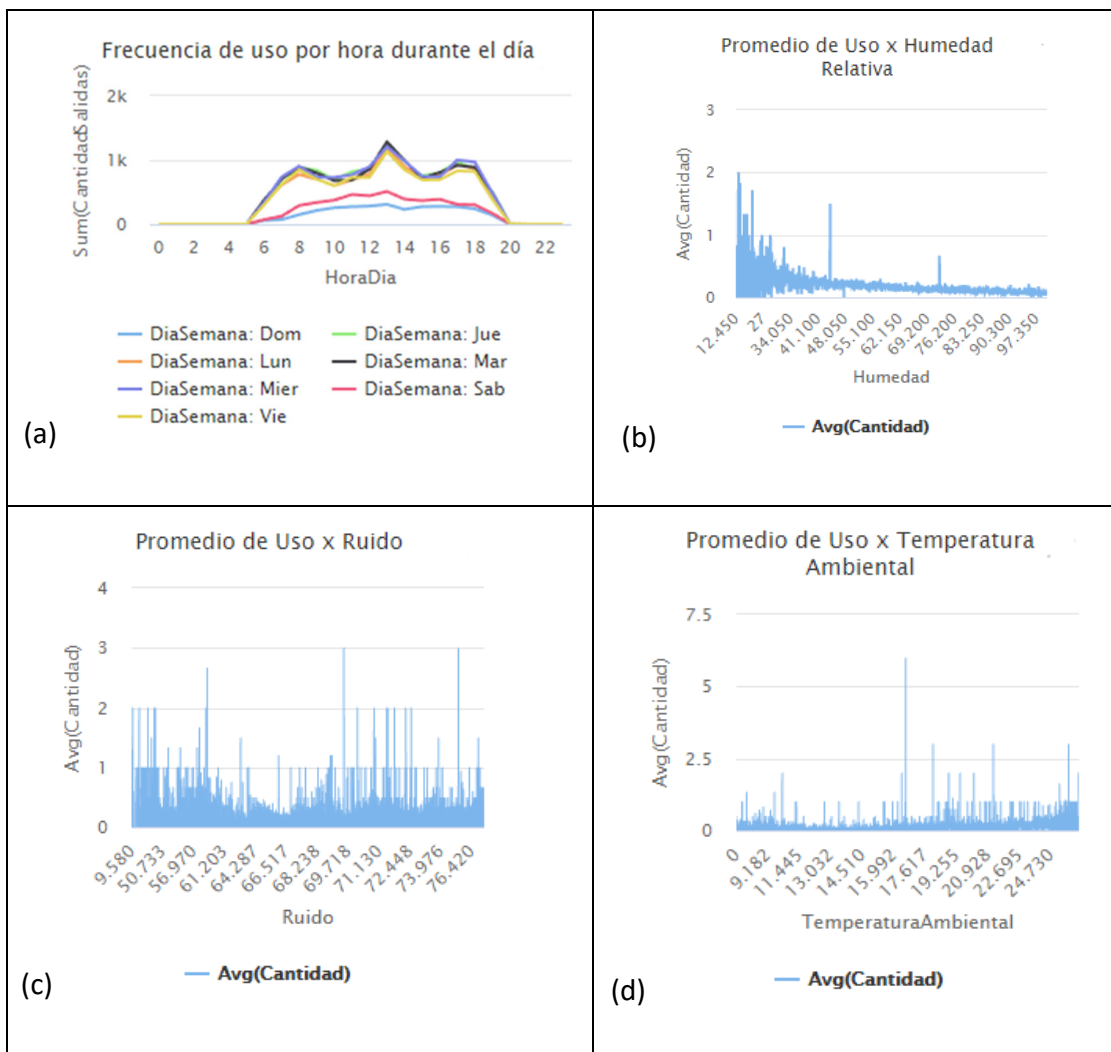 Frecuencia de uso por hora durante el día
Sum(CantidadSalidas)
2k
1k
0
0 2 4 6 8 10 12 14 16 18 20 22
HoraDia
DiaSemana: Dom DiaSemana: Jue
DiaSemana: Lun DiaSemana: Mar
DiaSemana: Mier DiaSemana: Sab
DiaSemana: Vie
(a)
Promedio de Uso x Humedad
Relativa
Avg(Cantidad)
3
2
1
0
12.450 27 34.050 41.100 48.050 55.100 62.150 69.200 76.200 83.250 90.300 97.350
Humedad
Avg(Cantidad)
(b)
Promedio de Uso x Ruido
Avg(Cantidad)
4
3
2
1
0
9.580 50.733 56.970 61.203 64.287 66.517 68.238 69.718 71.130 72.448 73.976 76.420
Ruido
Avg(Cantidad)
(c)
Promedio de Uso x Temperatura
Ambiental
Avg(Cantidad)
7.5
5
2.5
0
0 9.182 11.445 13.032 14.510 15.992 17.617 19.255 20.928 22.695 24.730
TemperaturaAmbiental
Avg(Cantidad)
(d)